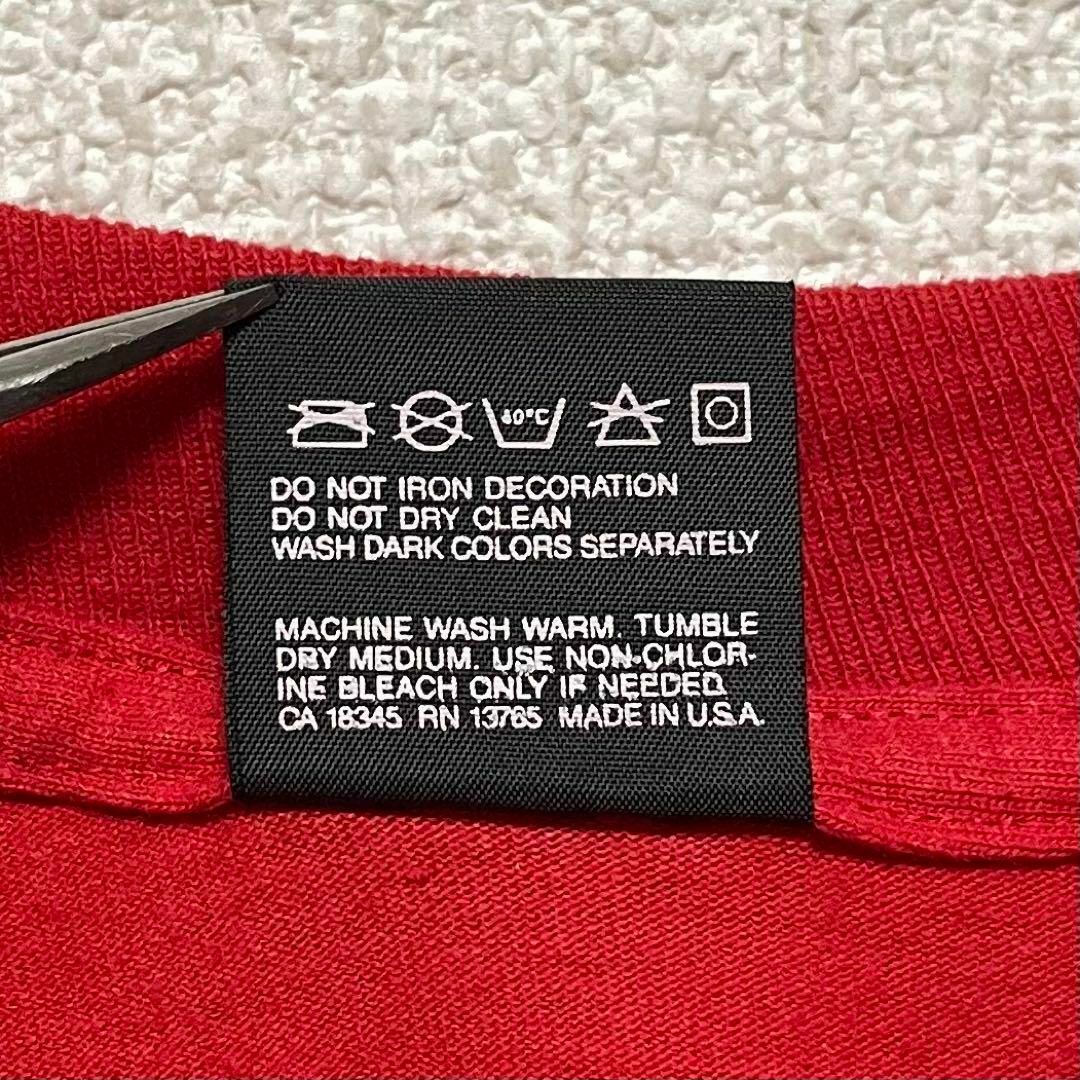 40°C
DO NOT IRON DECORATION
DO NOT DRY CLEAN
WASH DARK COLORS SEPARATELY
MACHINE WASH WARM. TUMBLE
DRY MEDIUM. USE NON-CHLOR-
INE BLEACH ONLY IF NEEDED.
CA 18345 RN 13765 MADE IN U.S.A.